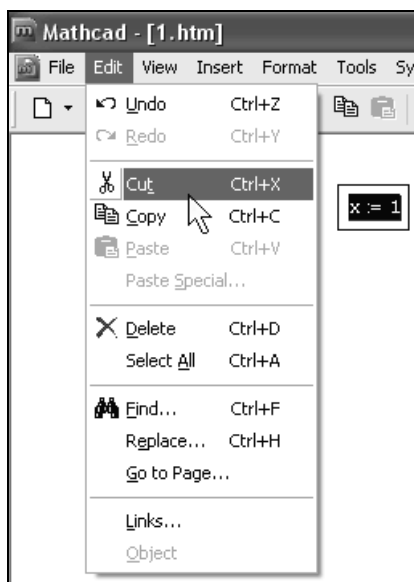 Mathcad - [1.htm]
File Edit View Insert Format Tools Sy
Undo Ctrl+Z
Redo Ctrl+Y
Cut Ctrl+X
Copy Ctrl+C
Paste Ctrl+V
Paste Special...
Delete Ctrl+D
Select All Ctrl+A
Find... Ctrl+F
Replace... Ctrl+H
Go to Page...
Links...
Object
x := 1